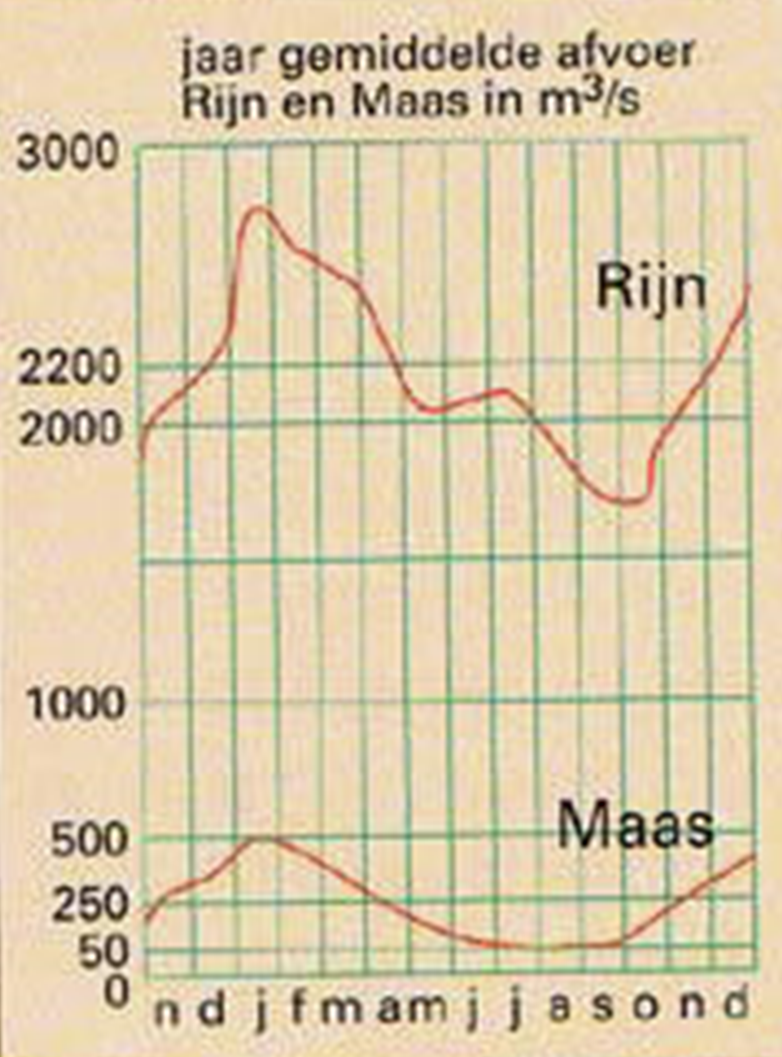 jaar gemiddelde afvoer
Rijn en Maas in m³/s
3000
Rijn
2200
2000
1000
Maas
500
250
50
0
n d j f m a m j j a s o n d